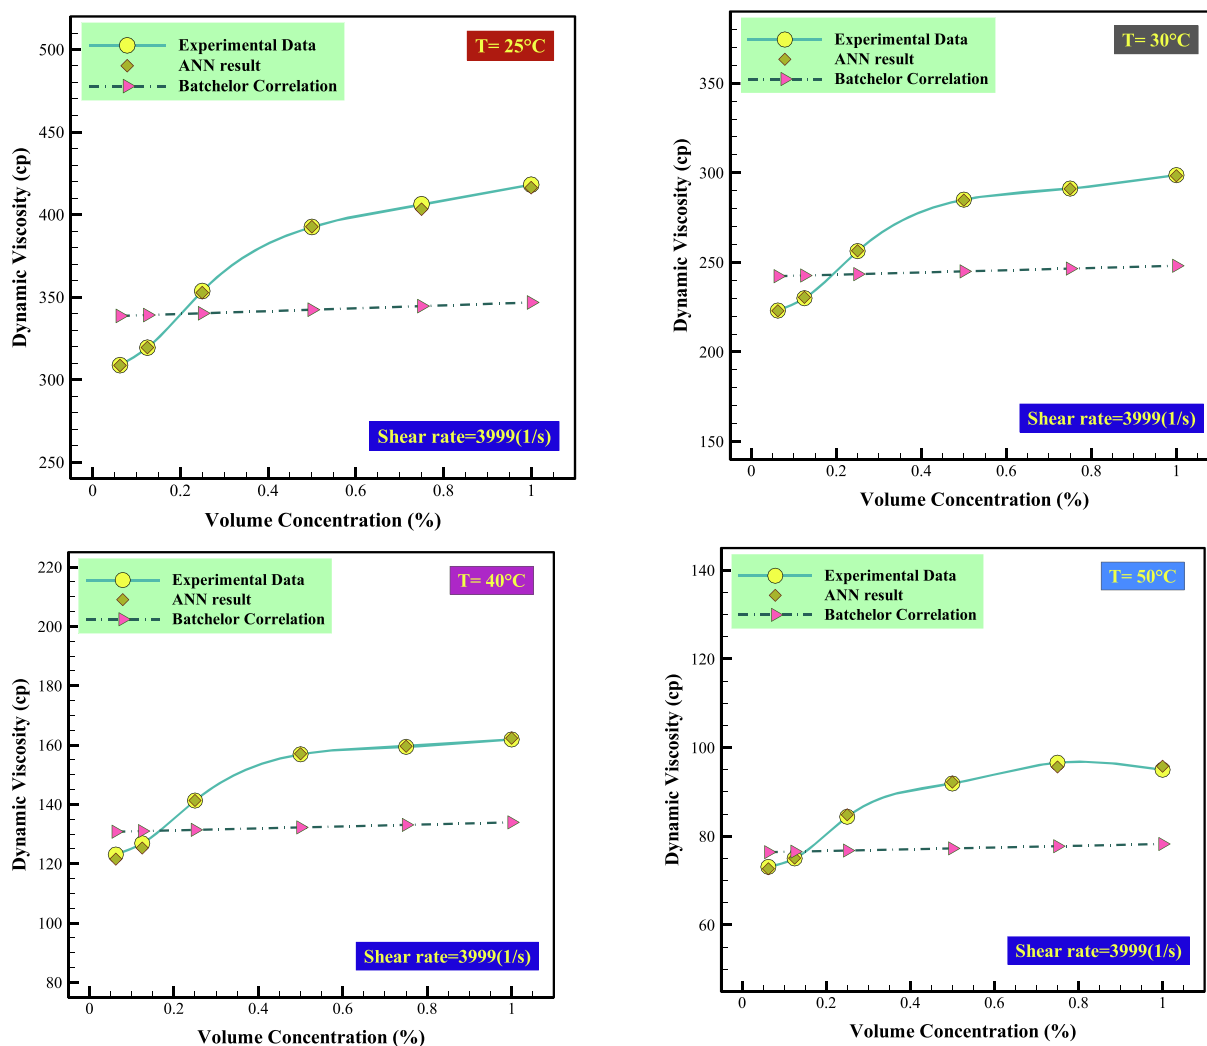 Experimental Data
ANN result
Batchelor Correlation
T= 25°C
500
450
400
350
300
250
Dynamic Viscosity (cp)
Shear rate=3999(1/s)
0 0.2 0.4 0.6 0.8 1
Volume Concentration (%)
Experimental Data
ANN result
Batchelor Correlation
T= 30°C
350
300
250
200
150
Dynamic Viscosity (cp)
Shear rate=3999(1/s)
0 0.2 0.4 0.6 0.8 1
Volume Concentration (%)
Experimental Data
ANN result
Batchelor Correlation
T= 40°C
220
200
180
160
140
120
100
80
Dynamic Viscosity (cp)
Shear rate=3999(1/s)
0 0.2 0.4 0.6 0.8 1
Volume Concentration (%)
Experimental Data
ANN result
Batchelor Correlation
T= 50°C
140
120
100
80
60
Dynamic Viscosity (cp)
Shear rate=3999(1/s)
0 0.2 0.4 0.6 0.8 1
Volume Concentration (%)